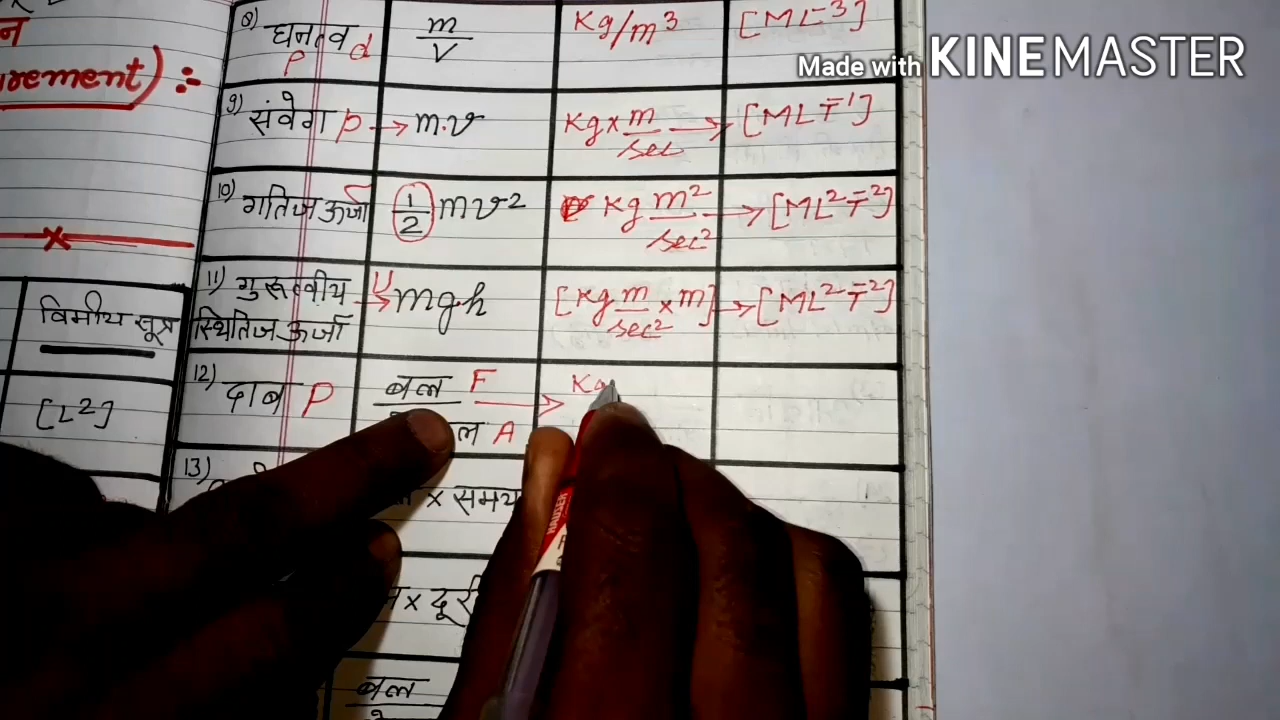 न
urement) :-
विमीय सूत्र
[L2]
8) घनत्व ρ d m/V Kg/m3 [ML-3]
Made with KINEMASTER
9) संवेग p → m.v Kg x m/sec → [MLT-1]
10) गतिज ऊर्जा 1/2 mv2 Kg m2/sec2 → [ML2T-2]
11) गुरूत्वीय स्थितिज ऊर्जा U → mgh [Kg m/sec2 x m] → [ML2T-2]
12) दाब P बल F → Kg
ल A
13)
x समय
x दूरी
बल